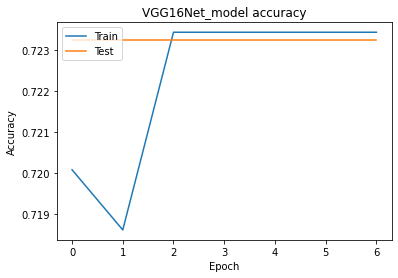 VGG16Net_model accuracy
Train
Test
0.723
0.722
0.721
0.720
0.719
Accuracy
0 1 2 3 4 5 6
Epoch